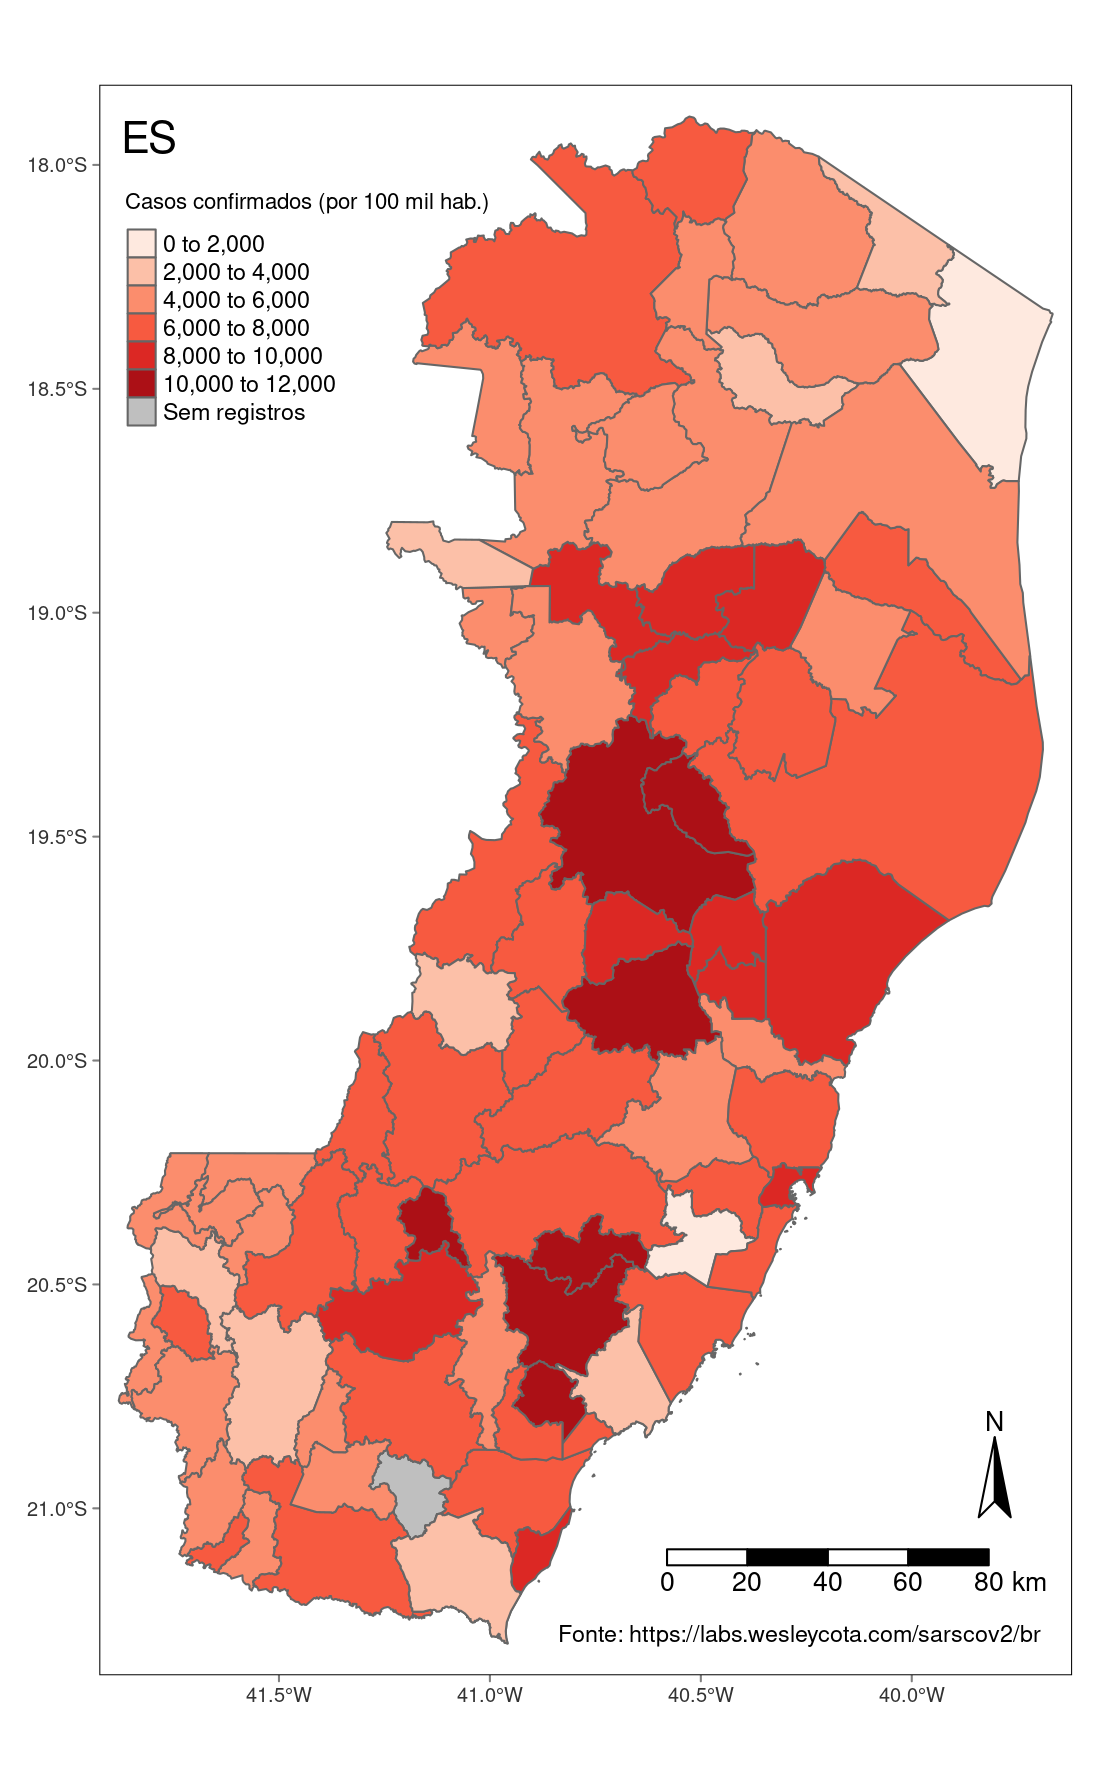 ES
Casos confirmados (por 100 mil hab.)
0 to 2,000
2,000 to 4,000
4,000 to 6,000
6,000 to 8,000
8,000 to 10,000
10,000 to 12,000
Sem registros
18.0°S
18.5°S
19.0°S
19.5°S
20.0°S
20.5°S
21.0°S
N
0 20 40 60 80 km
Fonte: https://labs.wesleycota.com/sarscov2/br
41.5°W 41.0°W 40.5°W 40.0°W